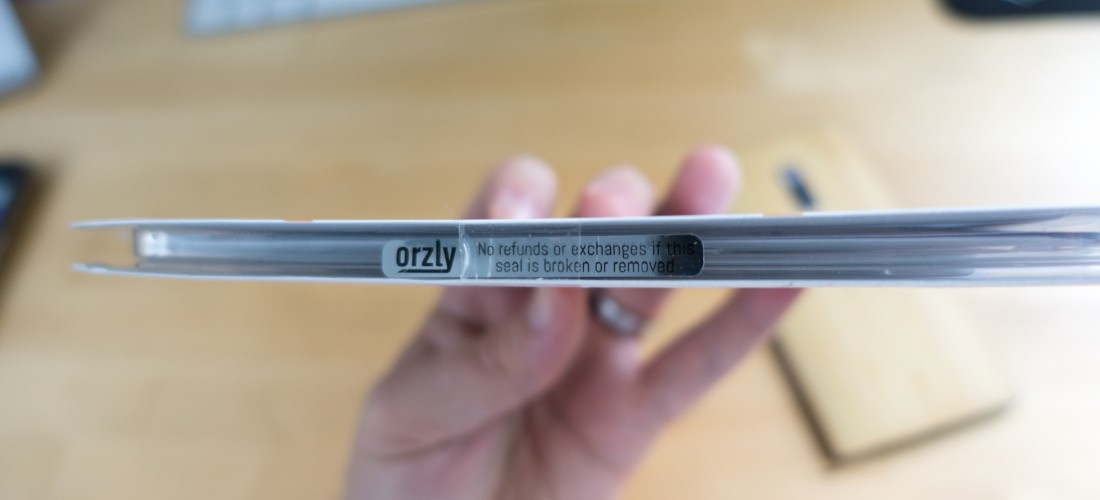 orzly
No refunds or exchanges if this
seal is broken or removed